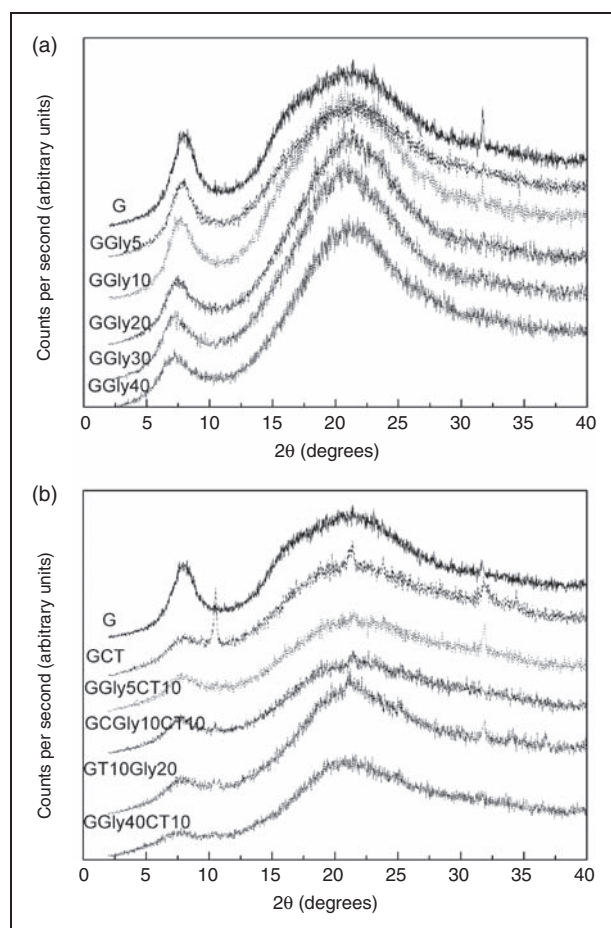 (a)
Counts per second (arbitrary units)
G
GGly5
GGly10
GGly20
GGly30
GGly40
0 5 10 15 20 25 30 35 40
2θ (degrees)
(b)
Counts per second (arbitrary units)
G
GCT
GGly5CT10
GCGly10CT10
GT10Gly20
GGly40CT10
0 5 10 15 20 25 30 35 40
2θ (degrees)